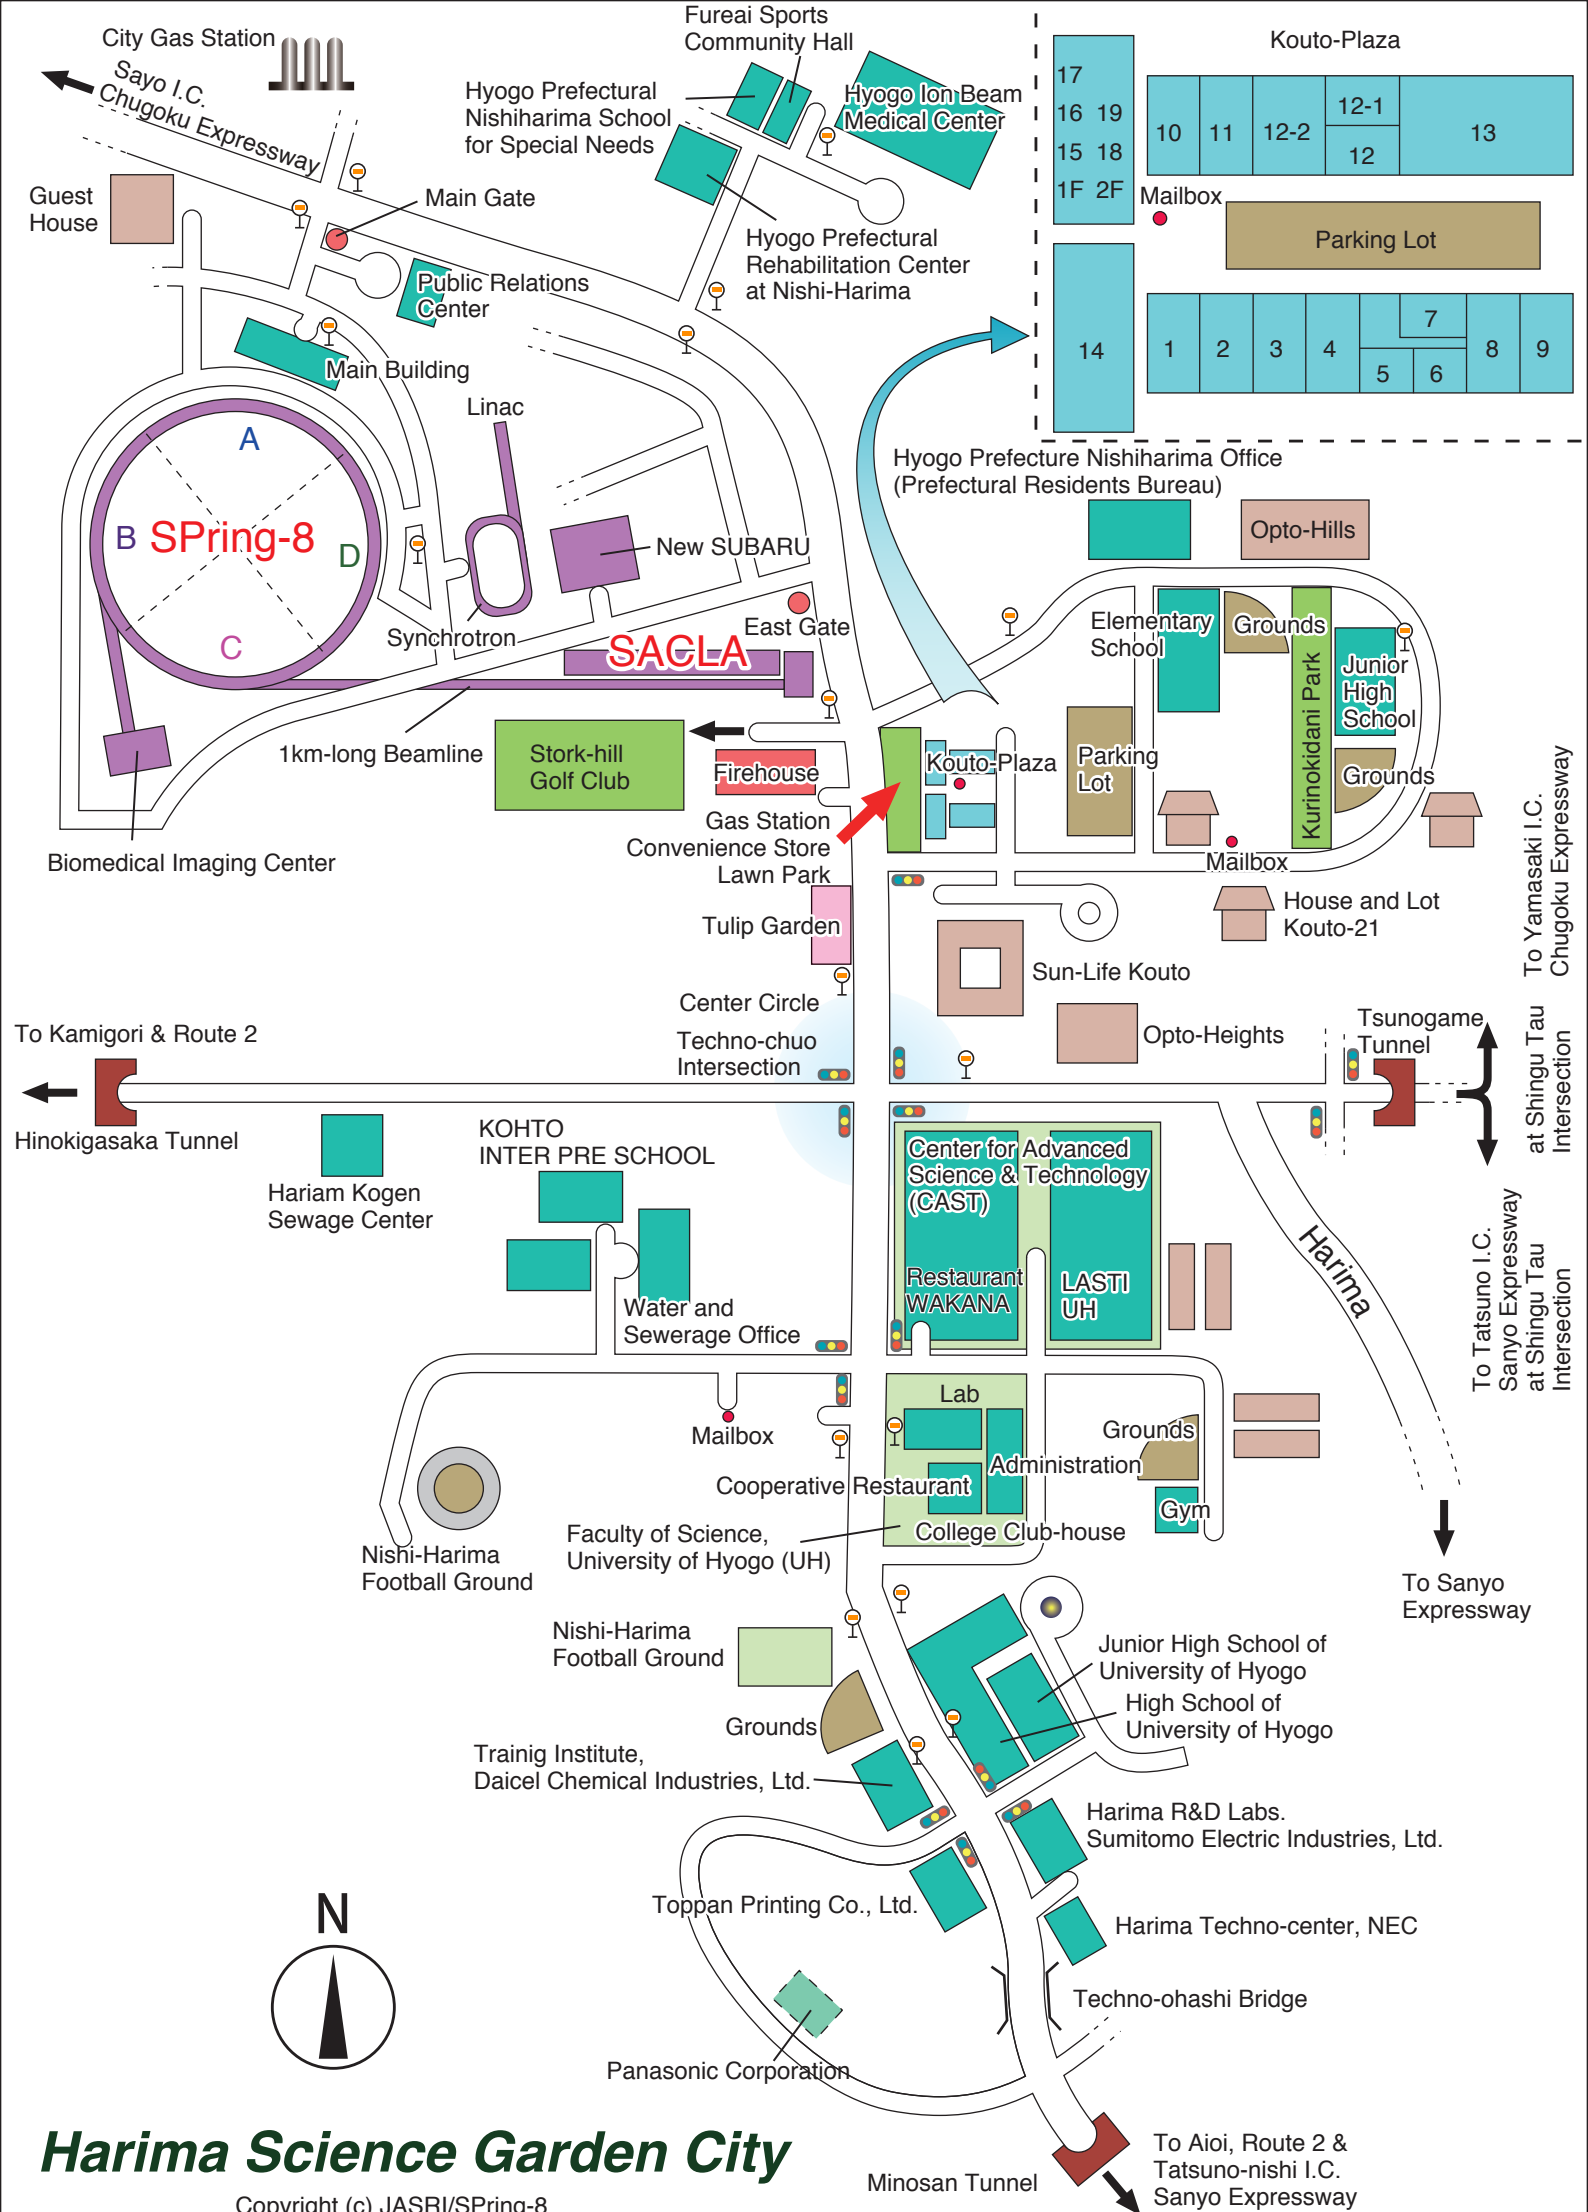 City Gas Station
Sayo I.C.
Chugoku Expressway
Fureai Sports
Community Hall
Hyogo Prefectural
Nishiharima School
for Special Needs
Hyogo Ion Beam
Medical Center
Guest
House
Main Gate
Hyogo Prefectural
Rehabilitation Center
at Nishi-Harima
Public Relations
Center
Main Building
Linac
A
B
SPring-8
D
C
New SUBARU
Synchrotron
East Gate
SACLA
1km-long Beamline
Biomedical Imaging Center
Kouto-Plaza
17
16 19
15 18
1F 2F
10
11
12-2
12-1
12
13
Mailbox
Parking Lot
14
1
2
3
4
5
6
7
8
9
Hyogo Prefecture Nishiharima Office
(Prefectural Residents Bureau)
Opto-Hills
Elementary
School
Grounds
Kurinokidani Park
Junior
High
School
Grounds
Stork-hill
Golf Club
Firehouse
Kouto-Plaza
Parking
Lot
Gas Station
Convenience Store
Lawn Park
Mailbox
Tulip Garden
House and Lot
Kouto-21
Sun-Life Kouto
Center Circle
Techno-chuo
Intersection
Opto-Heights
Tsunogame
Tunnel
To Yamasaki I.C.
Chugoku Expressway
at Shingu Tau
Intersection
To Kamigori & Route 2
Hinokigasaka Tunnel
Hariam Kogen
Sewage Center
KOHTO
INTER PRE SCHOOL
Water and
Sewerage Office
Center for Advanced
Science & Technology
(CAST)
Restaurant
WAKANA
LASTI
UH
Harima
To Tatsuno I.C.
Sanyo Expressway
at Shingu Tau
Intersection
Mailbox
Lab
Grounds
Administration
Cooperative Restaurant
Gym
College Club-house
Faculty of Science,
University of Hyogo (UH)
Nishi-Harima
Football Ground
To Sanyo
Expressway
Nishi-Harima
Football Ground
Junior High School of
University of Hyogo
High School of
University of Hyogo
Grounds
Trainig Institute,
Daicel Chemical Industries, Ltd.
Harima R&D Labs.
Sumitomo Electric Industries, Ltd.
Toppan Printing Co., Ltd.
Harima Techno-center, NEC
N
Techno-ohashi Bridge
Panasonic Corporation
Harima Science Garden City
Minosan Tunnel
To Aioi, Route 2 &
Tatsuno-nishi I.C.
Sanyo Expressway
Copyright (c) JASRI/SPring-8